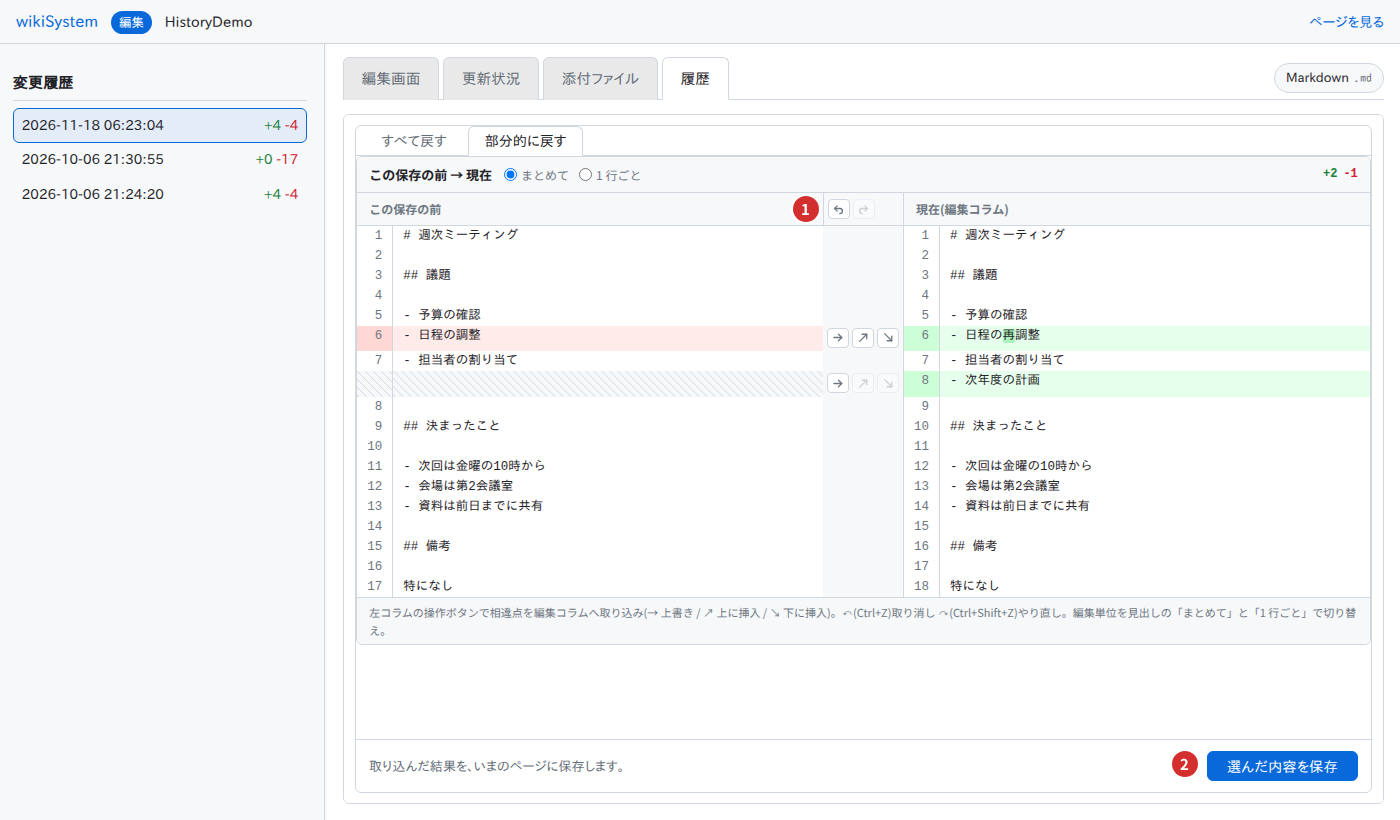 wikiSystem 編集 HistoryDemo ページを見る
変更履歴
2026-11-18 06:23:04 +4 -4
2026-10-06 21:30:55 +0 -17
2026-10-06 21:24:20 +4 -4
編集画面 更新状況 添付ファイル 履歴 Markdown .md
すべて戻す 部分的に戻す
この保存の前 → 現在 まとめて 1 行ごと +2 -1
この保存の前 1 現在(編集コラム)
1 # 週次ミーティング 1 # 週次ミーティング
2 2
3 ## 議題 3 ## 議題
4 4
5 - 予算の確認 5 - 予算の確認
6 - 日程の調整 → ↗ ↘ 6 - 日程の再調整
7 - 担当者の割り当て 7 - 担当者の割り当て
→ ↗ ↘ 8 - 次年度の計画
8 9
9 ## 決まったこと 10 ## 決まったこと
10 11
11 - 次回は金曜の10時から 12 - 次回は金曜の10時から
12 - 会場は第2会議室 13 - 会場は第2会議室
13 - 資料は前日までに共有 14 - 資料は前日までに共有
14 15
15 ## 備考 16 ## 備考
16 17
17 特になし 18 特になし
左コラムの操作ボタンで相違点を編集コラムへ取り込み(→ 上書き / ↗ 上に挿入 / ↘ 下に挿入)。↶(Ctrl+Z)取り消し ↷(Ctrl+Shift+Z)やり直し。編集単位を見出しの「まとめて」と「1 行ごと」で切り替
え。
取り込んだ結果を、いまのページに保存します。 2 選んだ内容を保存